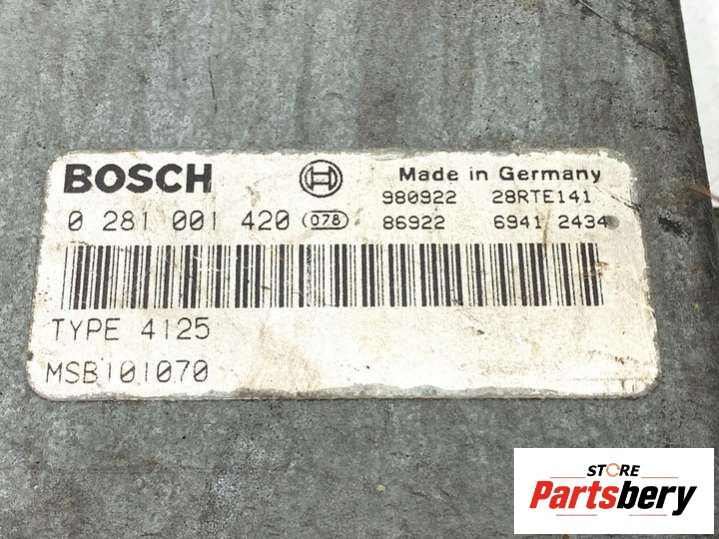 BOSCH
Made in Germany
980922 28RTE141
0 281 001 420 078 86922 6941 2434
TYPE 4125
MSB101070
STORE
Partsbery